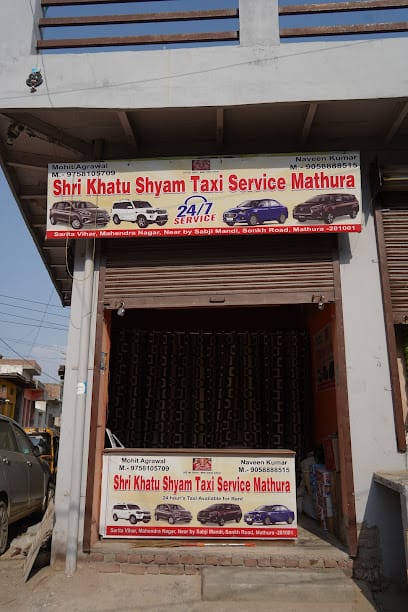 Mohit Agrawal
M.- 9758105709
Naveen Kumar
M.- 9058888515
Shri Khatu Shyam Taxi Service Mathura
24/7
SERVICE
Sarita Vihar, Mahendra Nagar, Near by Sabji Mandi, Sonkh Road, Mathura -281001
Mohit Agrawal
M.- 9758105709
Naveen Kumar
M.- 9058888515
Shri Khatu Shyam Taxi Service Mathura
24 hour's Taxi Available for Rent
Sarita Vihar, Mahendra Nagar, Near by Sabji Mandi, Sonkh Road, Mathura -281001